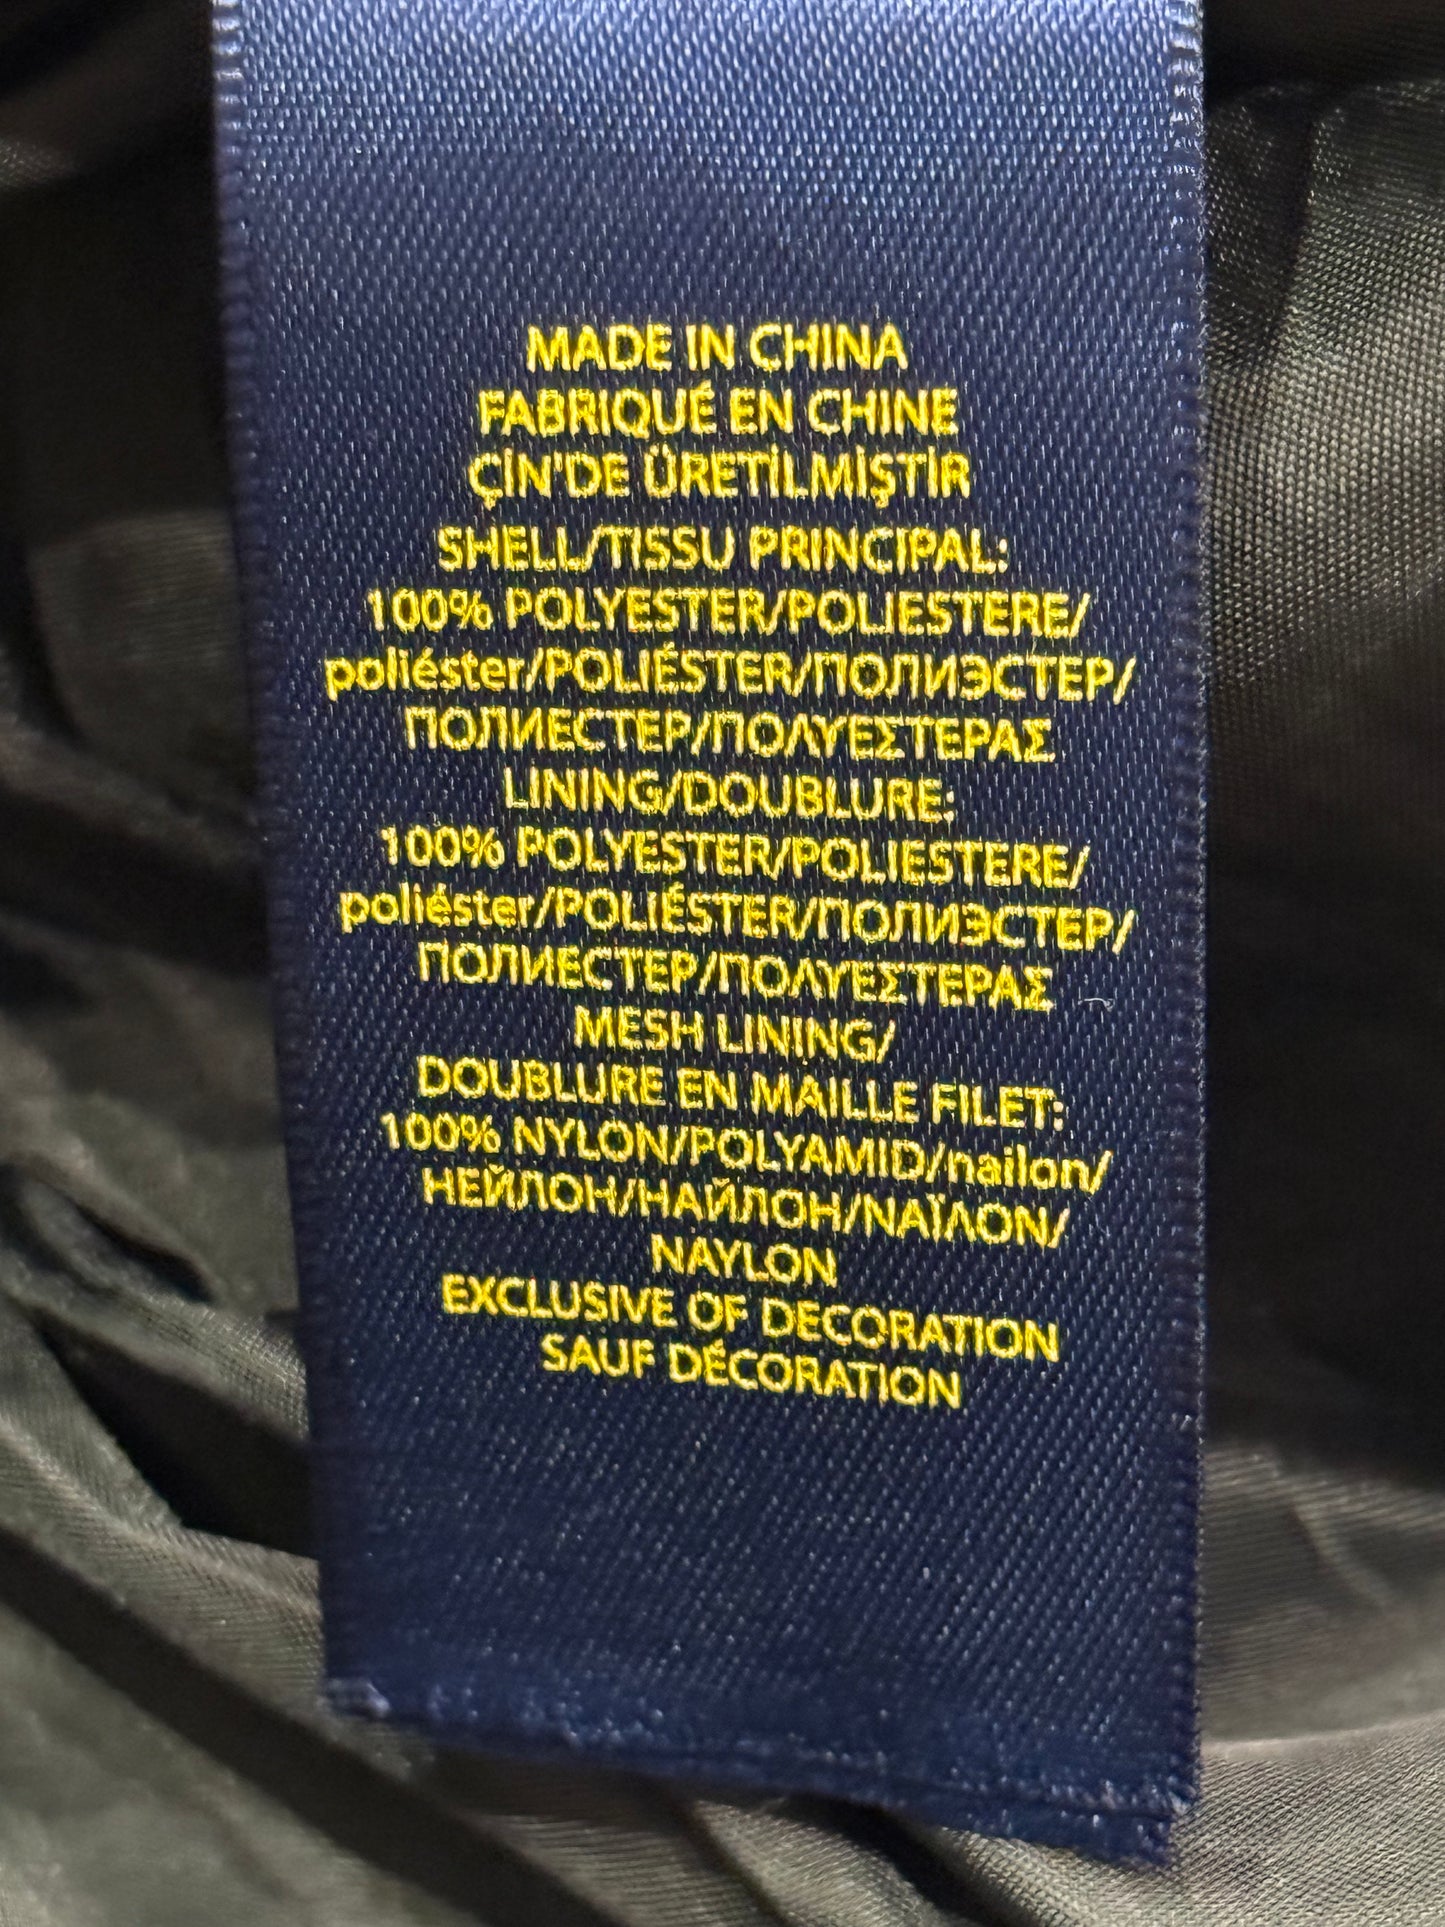 MADE IN CHINA
FABRIQUÉ EN CHINE
ÇİN'DE ÜRETİLMİŞTİR
SHELL/TISSU PRINCIPAL:
100% POLYESTER/POLIESTERE/
poliéster/POLIÉSTER/ПОЛИЭСТЕР/
ПОЛИЕСТЕР/ΠΟΛΥΕΣΤΕΡΑΣ
LINING/DOUBLURE:
100% POLYESTER/POLIESTERE/
poliéster/POLIÉSTER/ПОЛИЭСТЕР/
ПОЛИЕСТЕР/ΠΟΛΥΕΣΤΕΡΑΣ
MESH LINING/
DOUBLURE EN MAILLE FILET:
100% NYLON/POLYAMID/nailon/
НЕЙЛОН/НАЙЛОН/ΝΑΪΛΟΝ/
NAYLON
EXCLUSIVE OF DECORATION
SAUF DÉCORATION